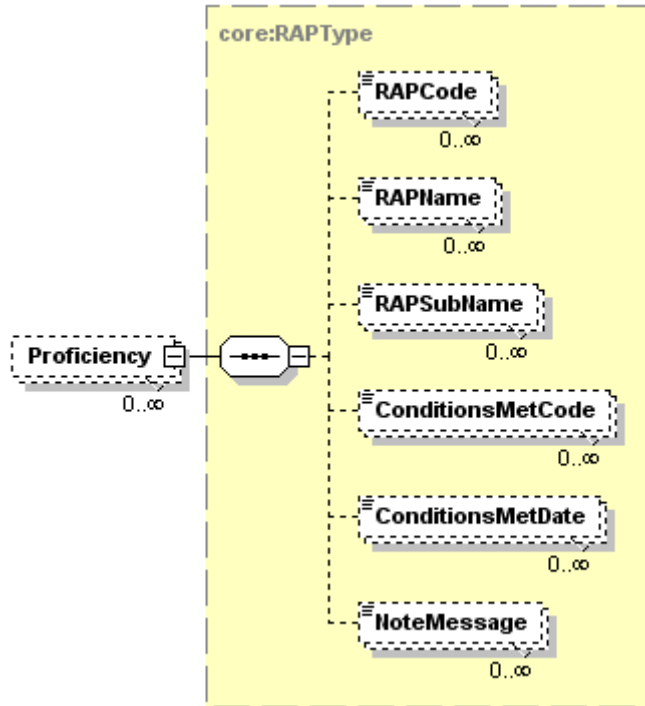 core:RAPType
RAPCode
0..∞
RAPName
0..∞
RAPSubName
0..∞
Proficiency
0..∞
ConditionsMetCode
0..∞
ConditionsMetDate
0..∞
NoteMessage
0..∞